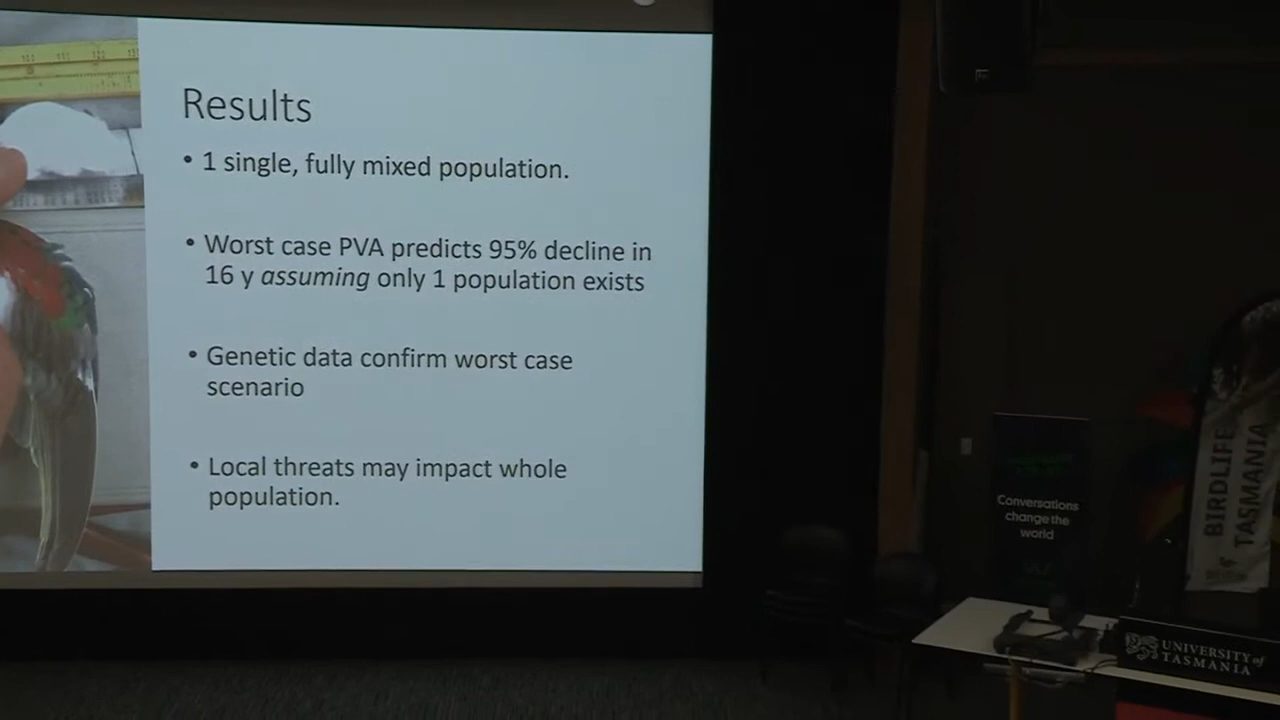 Results
• 1 single, fully mixed population.
• Worst case PVA predicts 95% decline in
16 y assuming only 1 population exists
• Genetic data confirm worst case
scenario
• Local threats may impact whole
population.
Conversations
change the
world
BIRDLIFE
TASMANIA
UNIVERSITY of
TASMANIA